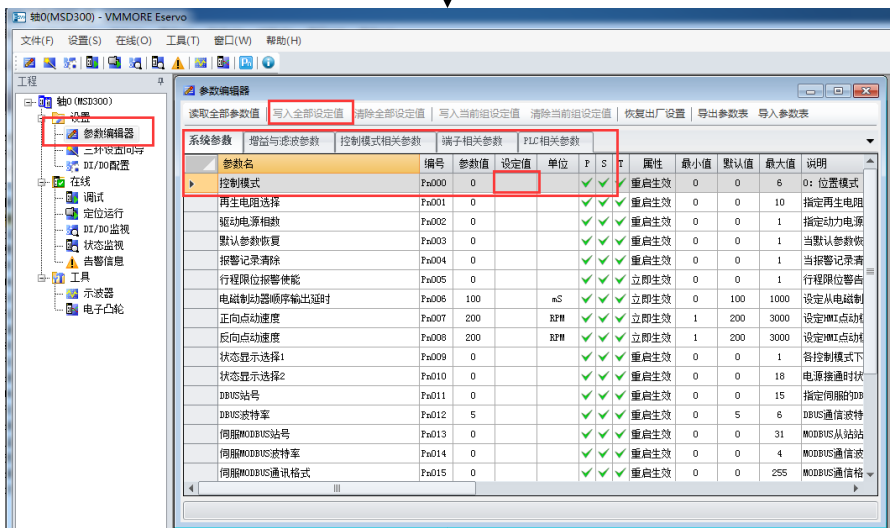 轴0(MSD300) - VMMORE Eservo
文件(F) 设置(S) 在线(O) 工具(T) 窗口(W) 帮助(H)
工程
轴0 (MSD300)
设置
参数编辑器
三环设置向导
DI/DO配置
在线
调试
定位运行
DI/DO监视
状态监视
告警信息
工具
示波器
电子凸轮
参数编辑器
读取全部参数值 写入全部设定值 清除全部设定值 写入当前组设定值 清除当前组设定值 恢复出厂设置 导出参数表 导入参数表
系统参数 增益与滤波参数 控制模式相关参数 端子相关参数 PLC相关参数
参数名 编号 参数值 设定值 单位 P S T 属性 最小值 默认值 最大值 说明
控制模式 Pn000 0 重启生效 0 0 6 0: 位置模式
再生电阻选择 Pn001 0 重启生效 0 0 10 指定再生电阻
驱动电源相数 Pn002 0 重启生效 0 0 1 指定动力电源
默认参数恢复 Pn003 0 重启生效 0 0 1 当默认参数恢
报警记录清除 Pn004 0 重启生效 0 0 1 当报警记录清
行程限位报警使能 Pn005 0 立即生效 0 0 1 行程限位警告
电磁制动器顺序输出延时 Pn006 100 mS 立即生效 0 100 1000 设定从电磁制
正向点动速度 Pn007 200 RPM 立即生效 1 200 3000 设定HMI点动
反向点动速度 Pn008 200 RPM 立即生效 1 200 3000 设定HMI点动
状态显示选择1 Pn009 0 重启生效 0 0 1 各控制模式下
状态显示选择2 Pn010 0 重启生效 0 0 18 电源接通时状
DBUS站号 Pn011 0 重启生效 0 0 15 指定伺服的DB
DBUS波特率 Pn012 5 重启生效 0 5 6 DBUS通信波特
伺服MODBUS站号 Pn013 0 重启生效 0 0 31 MODBUS从站站
伺服MODBUS波特率 Pn014 0 重启生效 0 0 4 MODBUS通信波
伺服MODBUS通讯格式 Pn015 0 重启生效 0 0 255 MODBUS通信格